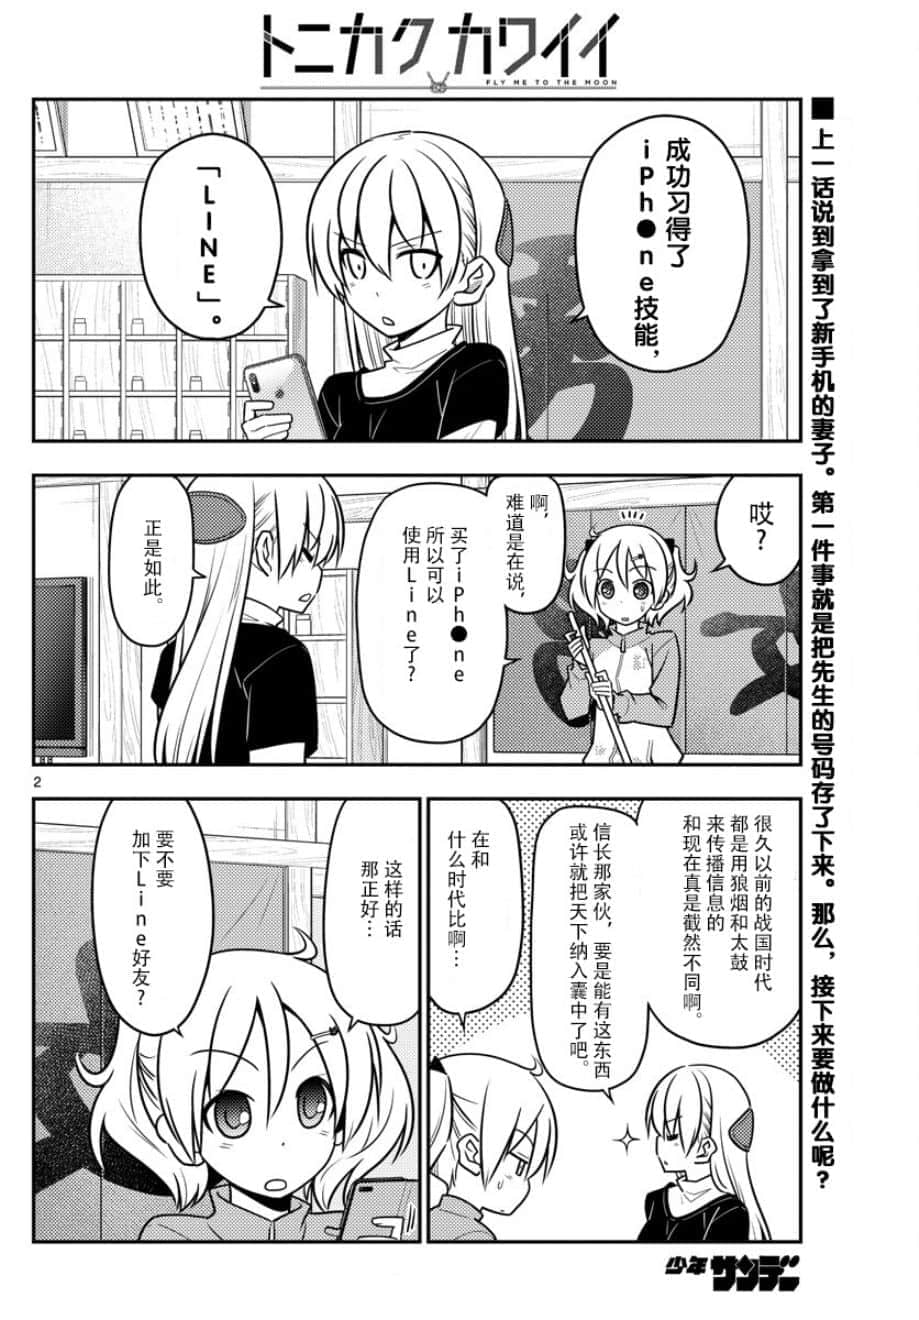 トニカクカワイイ
FLY ME TO THE MOON
■上一话说到拿到了新手机的妻子。第一件事就是把先生的号码存了下来。那么，接下来要做什么呢？
成功习得了
iPh●ne技能，
「LINE」。
哎？
啊，
难道是在说，
买了iPh●ne
所以可以
使用Line了？
正是如此。
2
很久以前的战国时代
都是用狼烟和太鼓
来传播信息的
和现在真是截然不同啊。
信长那家伙，要是能有这东西
或许就把天下纳入囊中了吧。
在和
什么时代比啊…
这样的话
那正好…
要不要
加下Line好友？
少年サンデー